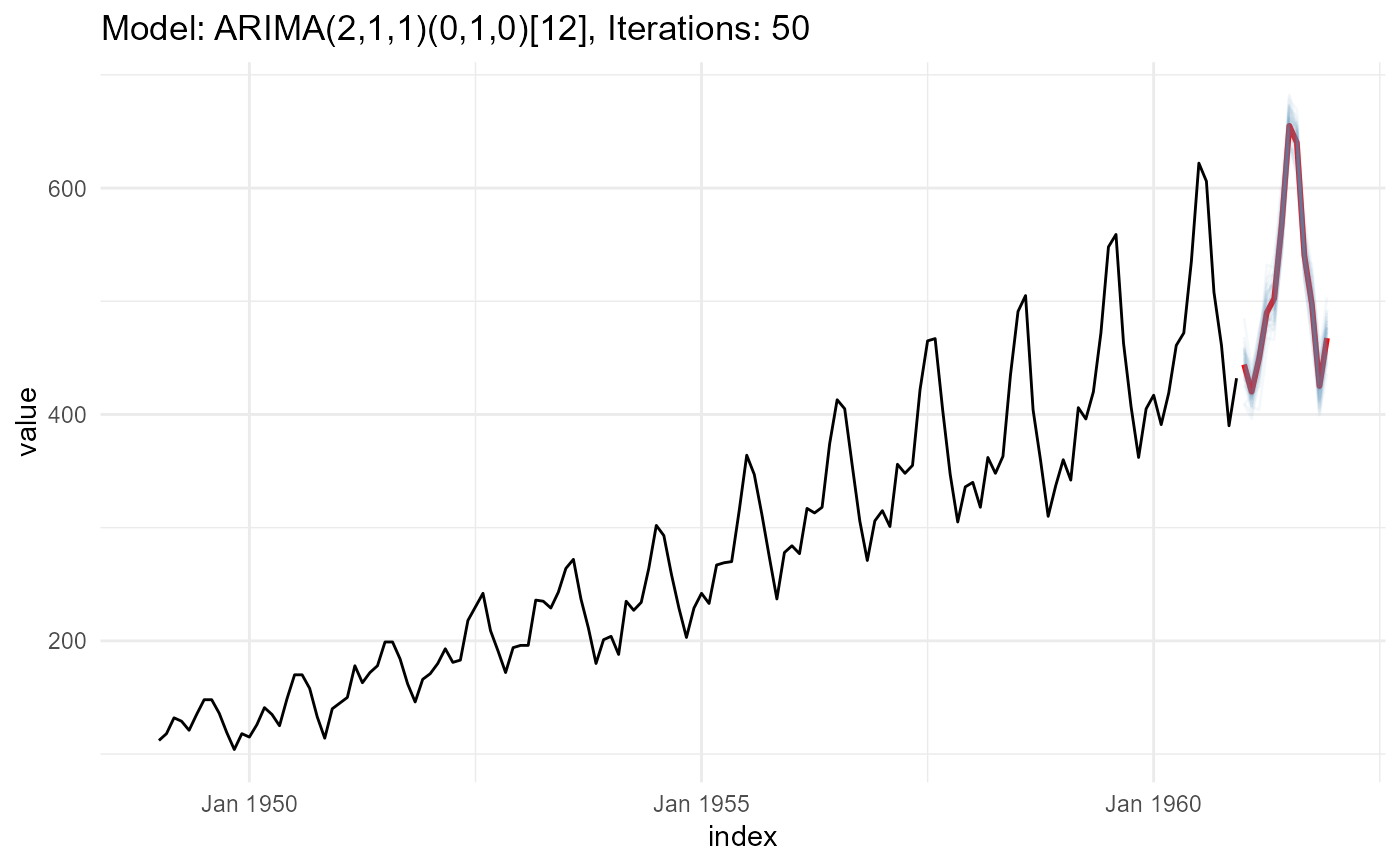 Model: ARIMA(2,1,1)(0,1,0)[12], Iterations: 50
600
400
200
value
Jan 1950 Jan 1955 Jan 1960
index